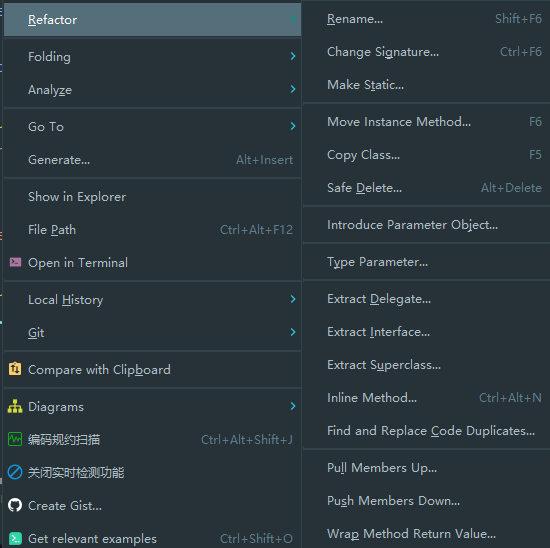 Refactor
Folding
Analyze
Go To
Generate... Alt+Insert
Show in Explorer
File Path Ctrl+Alt+F12
Open in Terminal
Local History
Git
Compare with Clipboard
Diagrams
编码规约扫描 Ctrl+Alt+Shift+J
关闭实时检测功能
Create Gist...
Get relevant examples Ctrl+Shift+O
Rename... Shift+F6
Change Signature... Ctrl+F6
Make Static...
Move Instance Method... F6
Copy Class... F5
Safe Delete... Alt+Delete
Introduce Parameter Object...
Type Parameter...
Extract Delegate...
Extract Interface...
Extract Superclass...
Inline Method... Ctrl+Alt+N
Find and Replace Code Duplicates...
Pull Members Up...
Push Members Down...
Wrap Method Return Value...